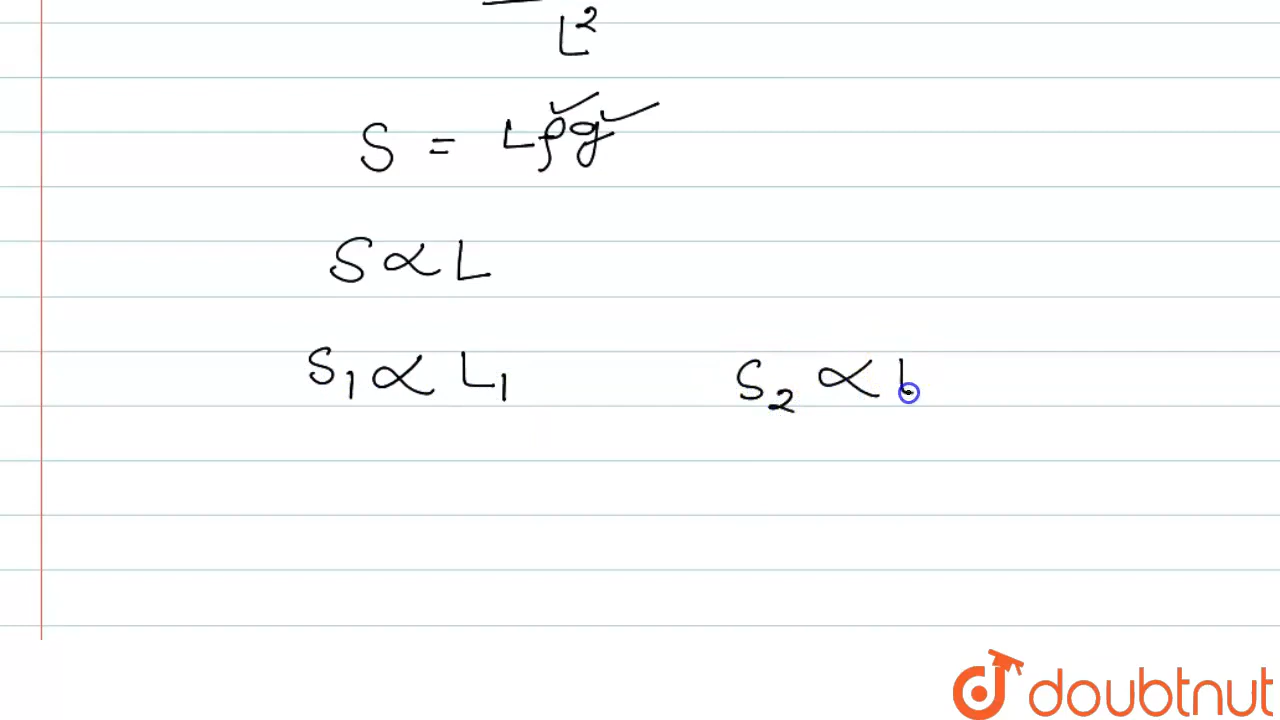 L²
S = Lρg
S ∝ L
S₁ ∝ L₁ S₂ ∝ L
doubtnut